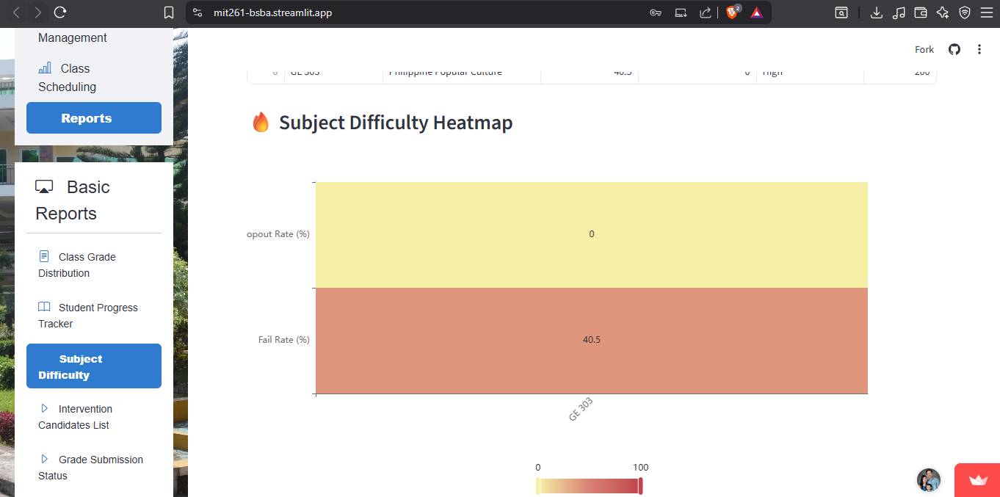 mit261-bsba.streamlit.app
2
Management
Class
Scheduling
Reports
Basic
Reports
Class Grade
Distribution
Student Progress
Tracker
Subject
Difficulty
Intervention
Candidates List
Grade Submission
Status
Fork
0 GE 303 Philippine Popular Culture 40.5 0 High 200
Subject Difficulty Heatmap
opout Rate (%)
0
Fail Rate (%)
40.5
GE 303
0 100